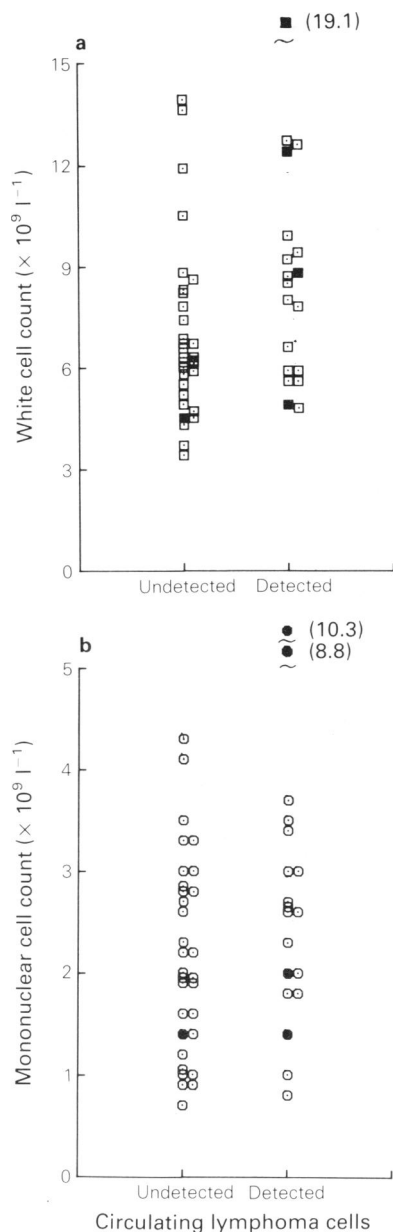 (19.1)
a
15
12
9
6
3
0
White cell count (× 10⁹ l⁻¹)
Undetected Detected
(10.3)
b
(8.8)
5
4
3
2
1
0
Mononuclear cell count (× 10⁹ l⁻¹)
Undetected Detected
Circulating lymphoma cells